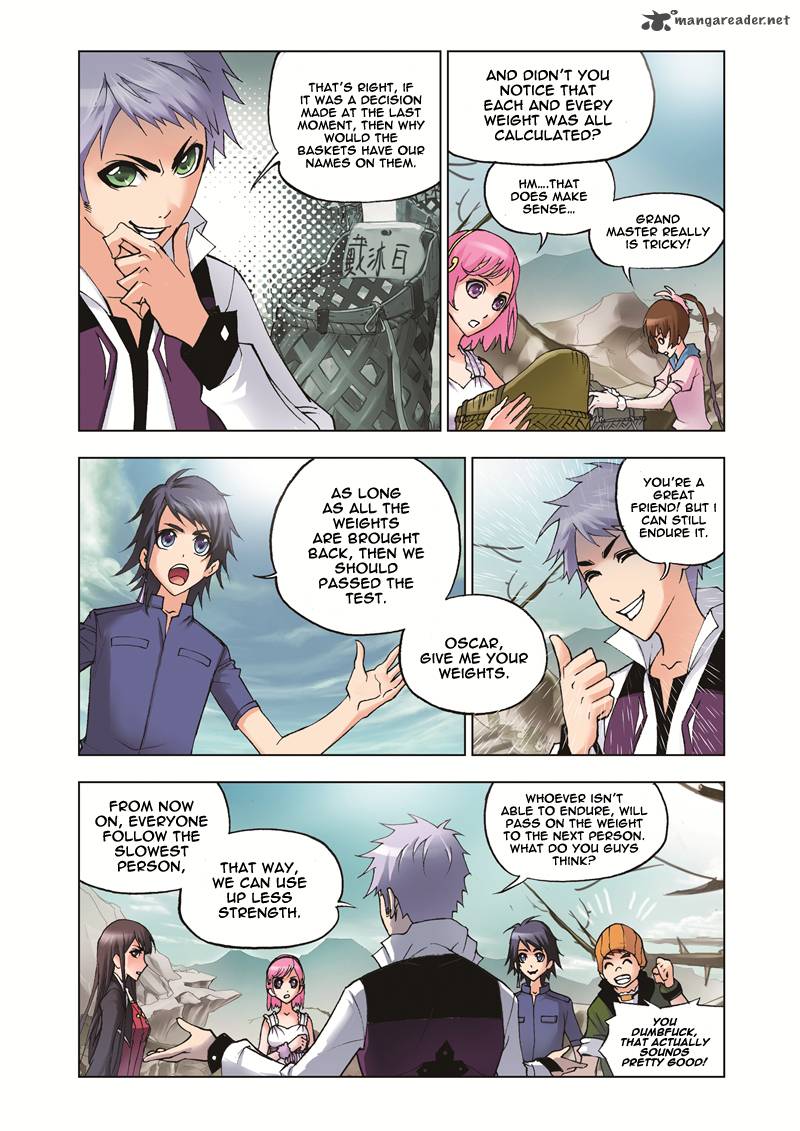 mangareader.net
THAT'S RIGHT, IF
IT WAS A DECISION
MADE AT THE LAST
MOMENT, THEN WHY
WOULD THE
BASKETS HAVE OUR
NAMES ON THEM.
戴沐白
AND DIDN'T YOU
NOTICE THAT
EACH AND EVERY
WEIGHT WAS ALL
CALCULATED?
HM....THAT
DOES MAKE
SENSE...
GRAND
MASTER REALLY
IS TRICKY!
AS LONG
AS ALL THE
WEIGHTS
ARE BROUGHT
BACK, THEN WE
SHOULD
PASSED THE
TEST.
OSCAR,
GIVE ME YOUR
WEIGHTS.
YOU'RE A
GREAT
FRIEND! BUT I
CAN STILL
ENDURE IT.
FROM NOW
ON, EVERYONE
FOLLOW THE
SLOWEST
PERSON,
THAT WAY,
WE CAN USE
UP LESS
STRENGTH.
WHOEVER ISN'T
ABLE TO ENDURE, WILL
PASS ON THE WEIGHT
TO THE NEXT PERSON.
WHAT DO YOU GUYS
THINK?
YOU
DUMBFUCK,
THAT ACTUALLY
SOUNDS
PRETTY GOOD!